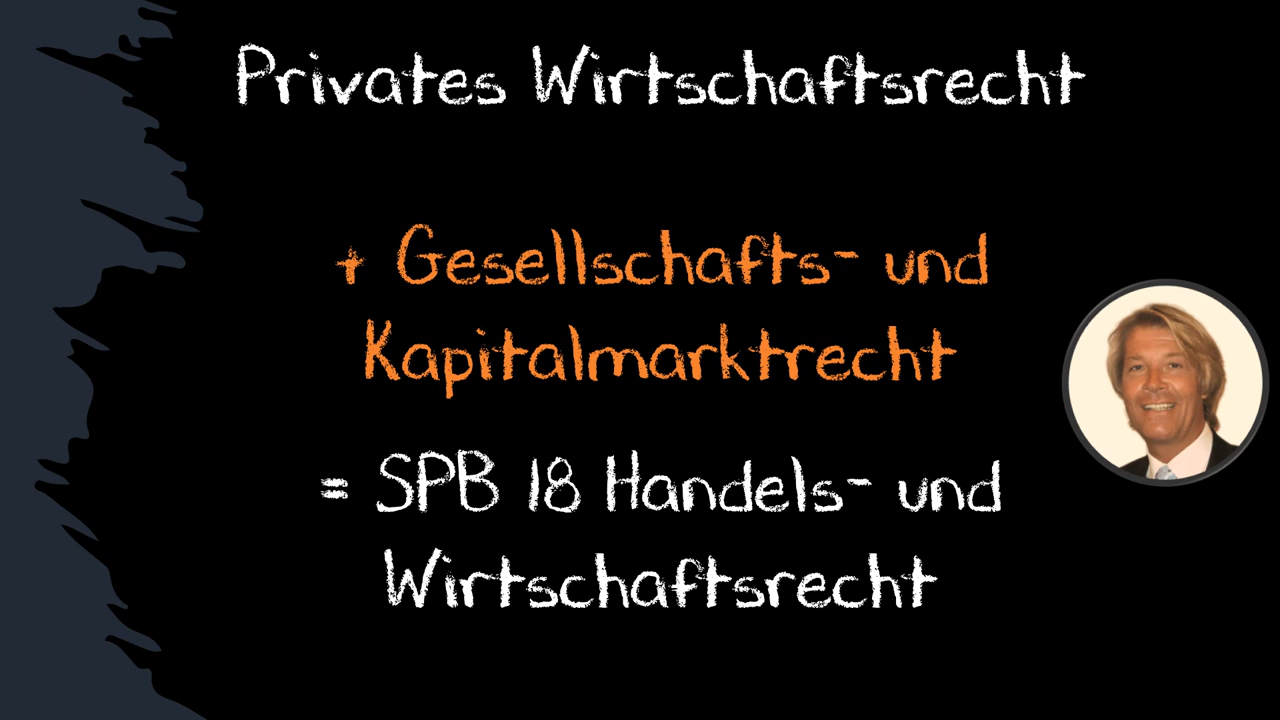 Privates Wirtschaftsrecht
+ Gesellschafts- und
Kapitalmarktrecht
= SPB 18 Handels- und
Wirtschaftsrecht